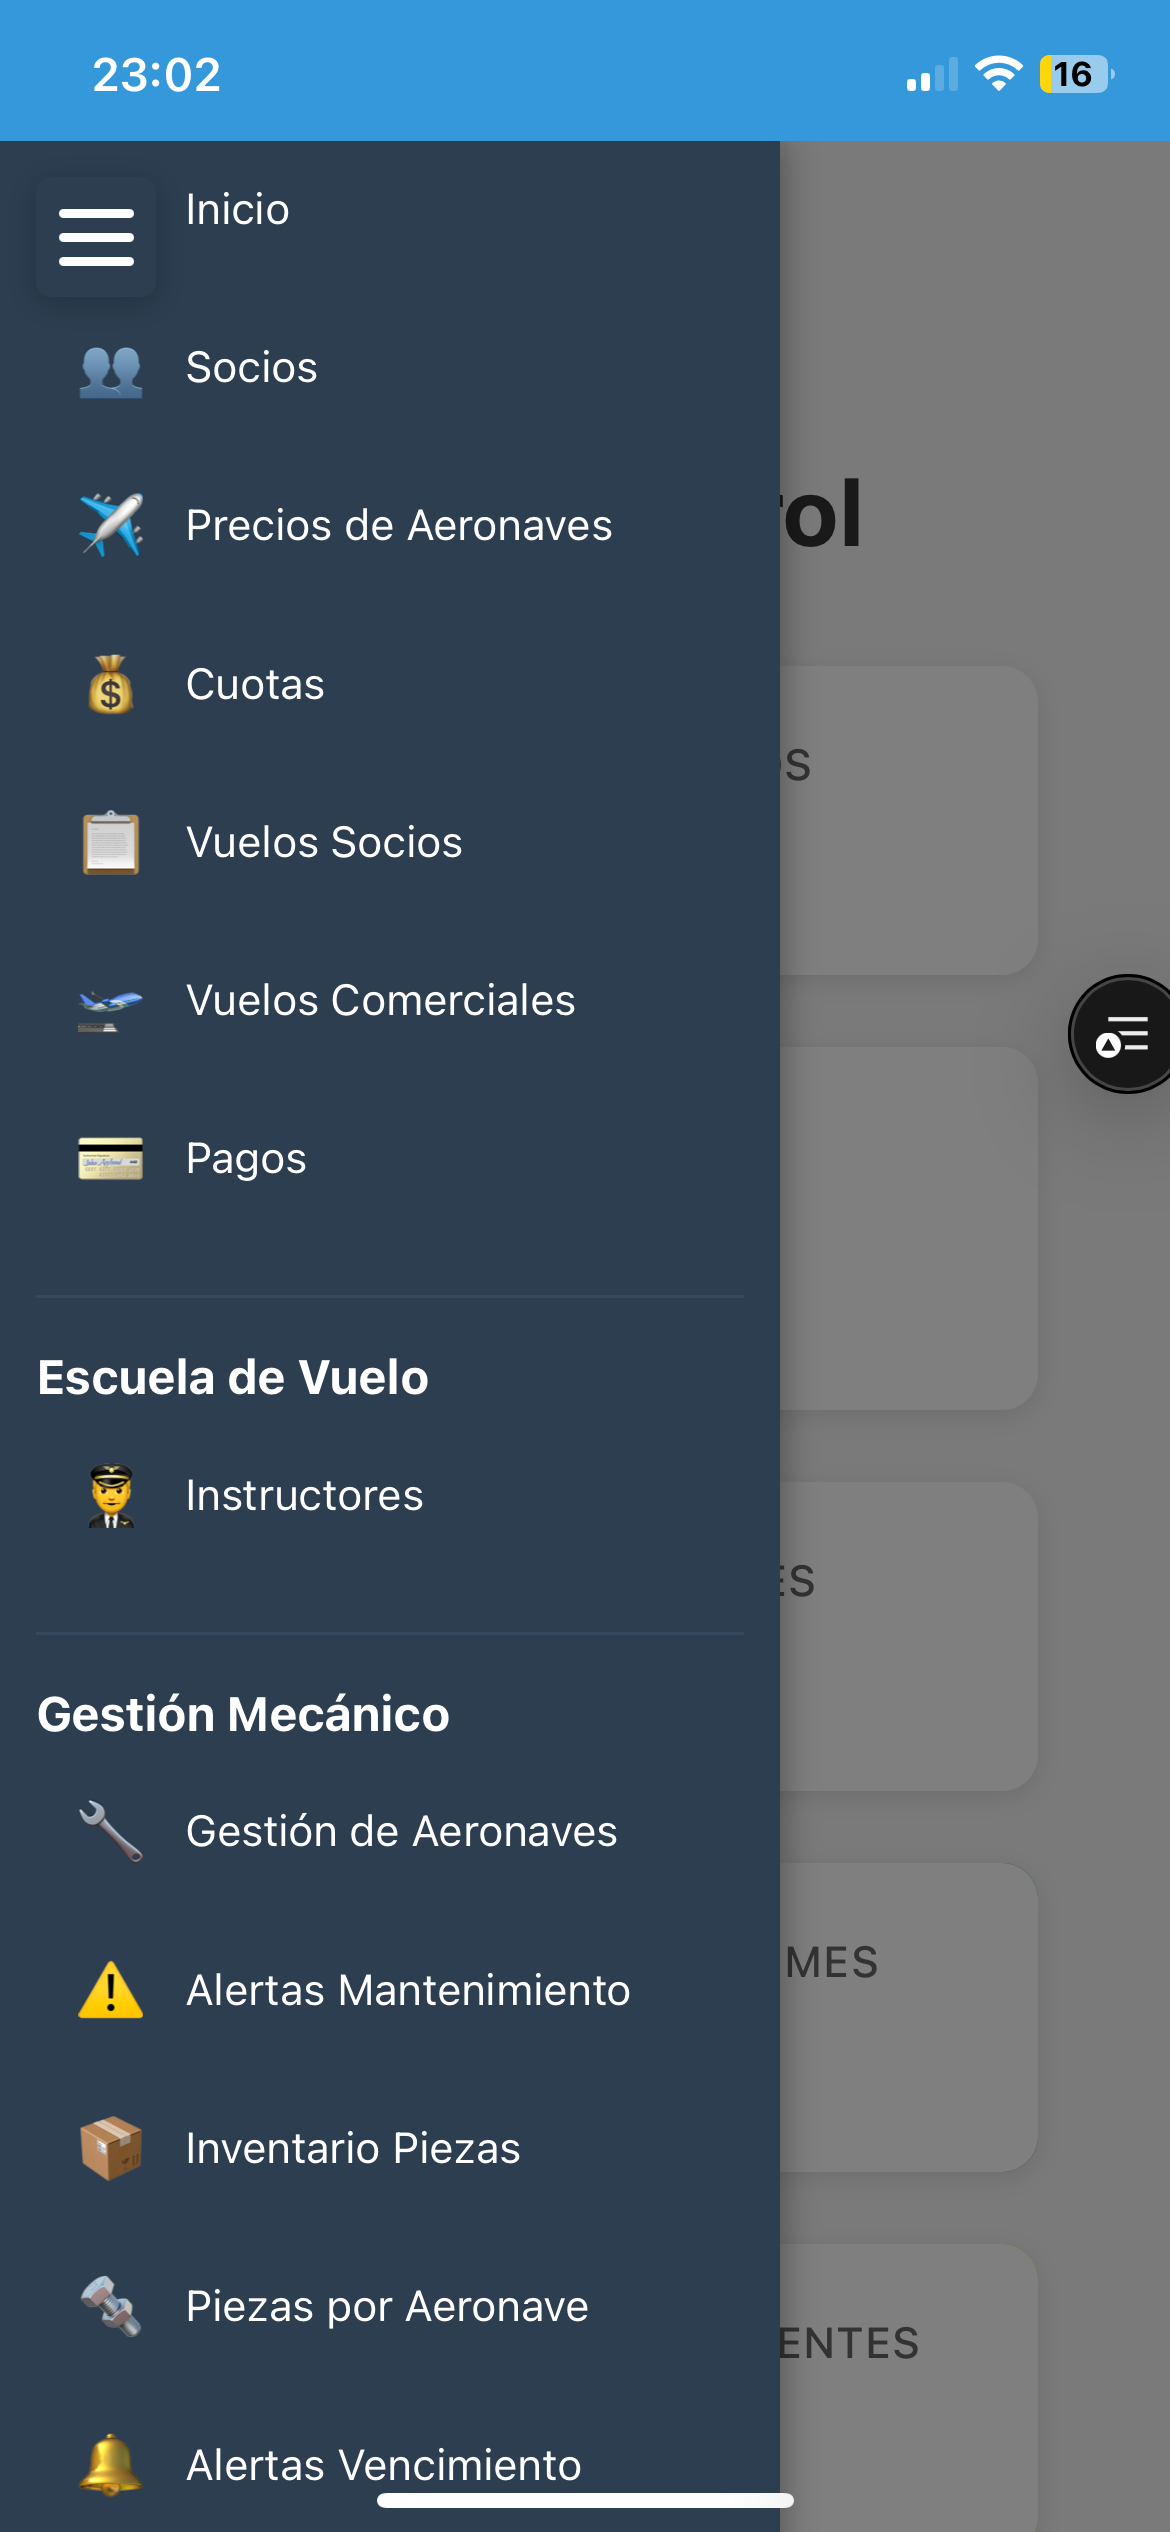 23:02
16
Inicio
Socios
Precios de Aeronaves
Cuotas
Vuelos Socios
Vuelos Comerciales
Pagos
Escuela de Vuelo
Instructores
Gestión Mecánico
Gestión de Aeronaves
Alertas Mantenimiento
Inventario Piezas
Piezas por Aeronave
Alertas Vencimiento
ol
S
ES
MES
ENTES